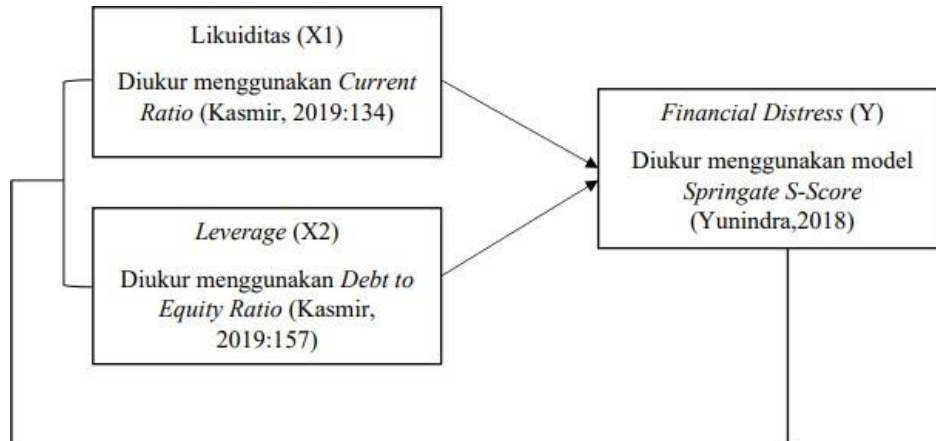 Likuiditas (X1)
Diukur menggunakan Current
Ratio (Kasmir, 2019:134)
Financial Distress (Y)
Diukur menggunakan model
Springate S-Score
(Yunindra,2018)
Leverage (X2)
Diukur menggunakan Debt to
Equity Ratio (Kasmir,
2019:157)